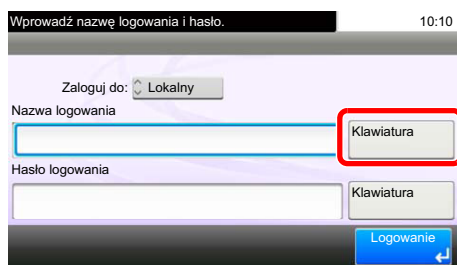 Wprowadź nazwę logowania i hasło. 10:10
Zaloguj do: Lokalny
Nazwa logowania
Klawiatura
Hasło logowania
Klawiatura
Logowanie